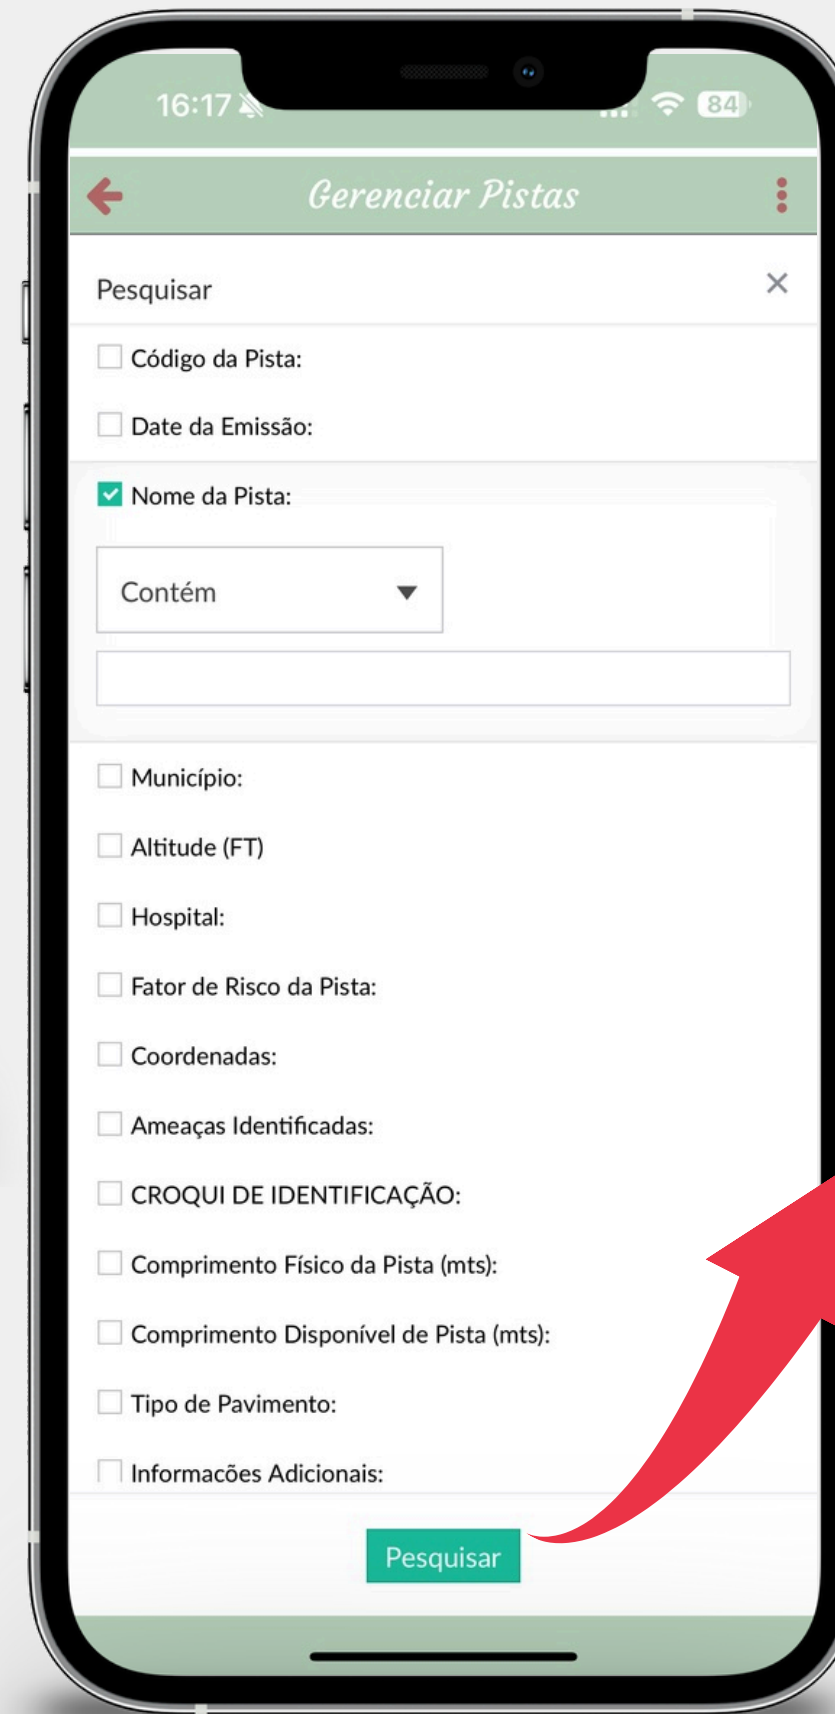 16:17
84
Gerenciar Pistas
Pesquisar
Código da Pista:
Date da Emissão:
Nome da Pista:
Contém
Município:
Altitude (FT)
Hospital:
Fator de Risco da Pista:
Coordenadas:
Ameaças Identificadas:
CROQUI DE IDENTIFICAÇÃO:
Comprimento Físico da Pista (mts):
Comprimento Disponível de Pista (mts):
Tipo de Pavimento:
Informacões Adicionais:
Pesquisar